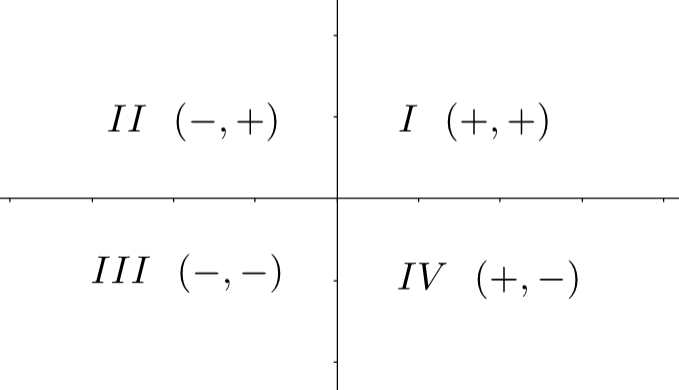 II (−,+)
I (+,+)
III (−,−)
IV (+,−)